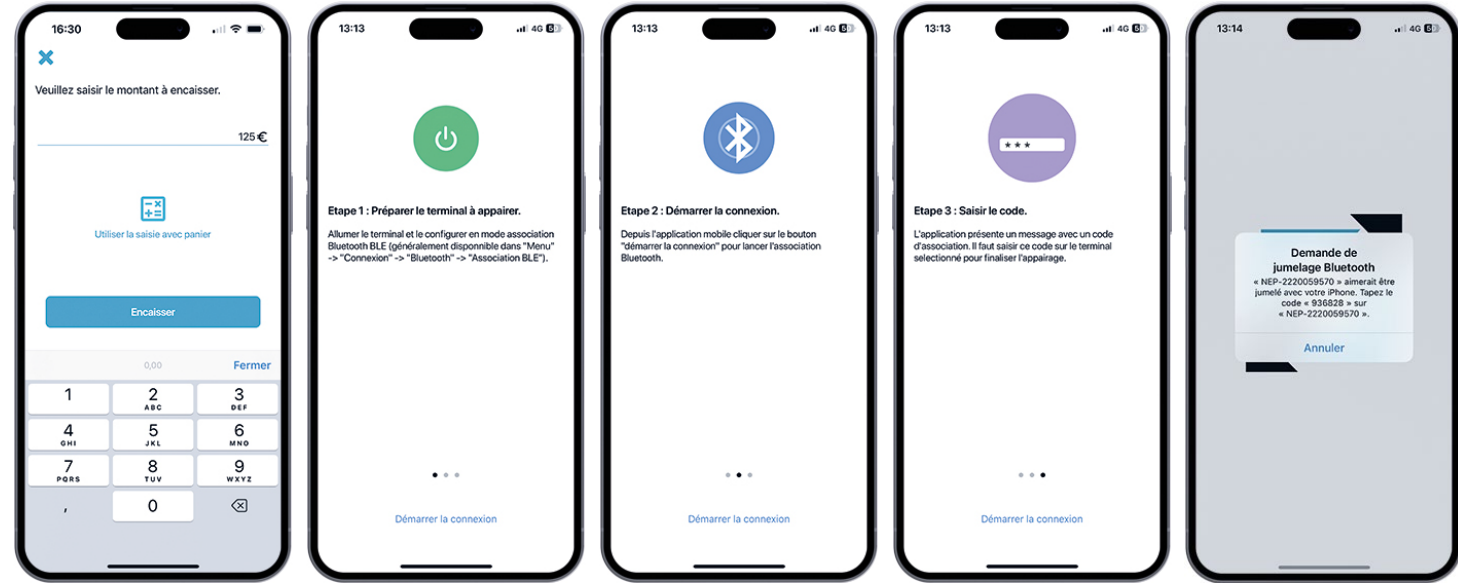 16:30
Veuillez saisir le montant à encaisser.
125 €
Utiliser la saisie avec panier
Encaisser
0,00
Fermer
1
2
ABC
3
DEF
4
GHI
5
JKL
6
MNO
7
PQRS
8
TUV
9
WXYZ
,
0
13:13
4G
Etape 1 : Préparer le terminal à appairer.
Allumer le terminal et le configurer en mode association
Bluetooth BLE (généralement disponnible dans "Menu"
-> "Connexion" -> "Bluetooth" -> "Association BLE").
Démarrer la connexion
13:13
4G
Etape 2 : Démarrer la connexion.
Depuis l'application mobile cliquer sur le bouton
"démarrer la connexion" pour lancer l'association
Bluetooth.
Démarrer la connexion
13:13
4G
***
Etape 3 : Saisir le code.
L'application présente un message avec un code
d'association. Il faut saisir ce code sur le terminal
selectionné pour finaliser l'appairage.
Démarrer la connexion
13:14
4G
Demande de
jumelage Bluetooth
« NEP-2220059570 » aimerait être
jumelé avec votre iPhone. Tapez le
code « 936828 » sur
« NEP-2220059570 ».
Annuler